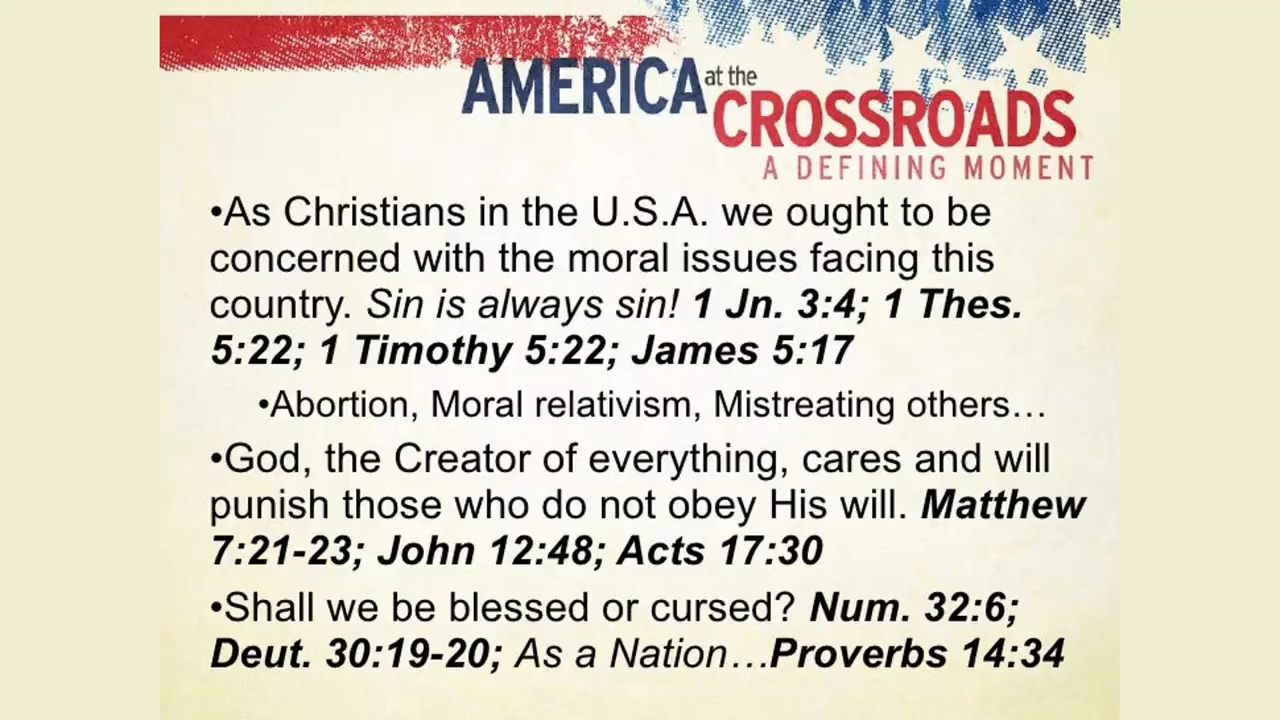 AMERICA at the
CROSSROADS
A DEFINING MOMENT
•As Christians in the U.S.A. we ought to be
concerned with the moral issues facing this
country. Sin is always sin! 1 Jn. 3:4; 1 Thes.
5:22; 1 Timothy 5:22; James 5:17
•Abortion, Moral relativism, Mistreating others…
•God, the Creator of everything, cares and will
punish those who do not obey His will. Matthew
7:21-23; John 12:48; Acts 17:30
•Shall we be blessed or cursed? Num. 32:6;
Deut. 30:19-20; As a Nation…Proverbs 14:34